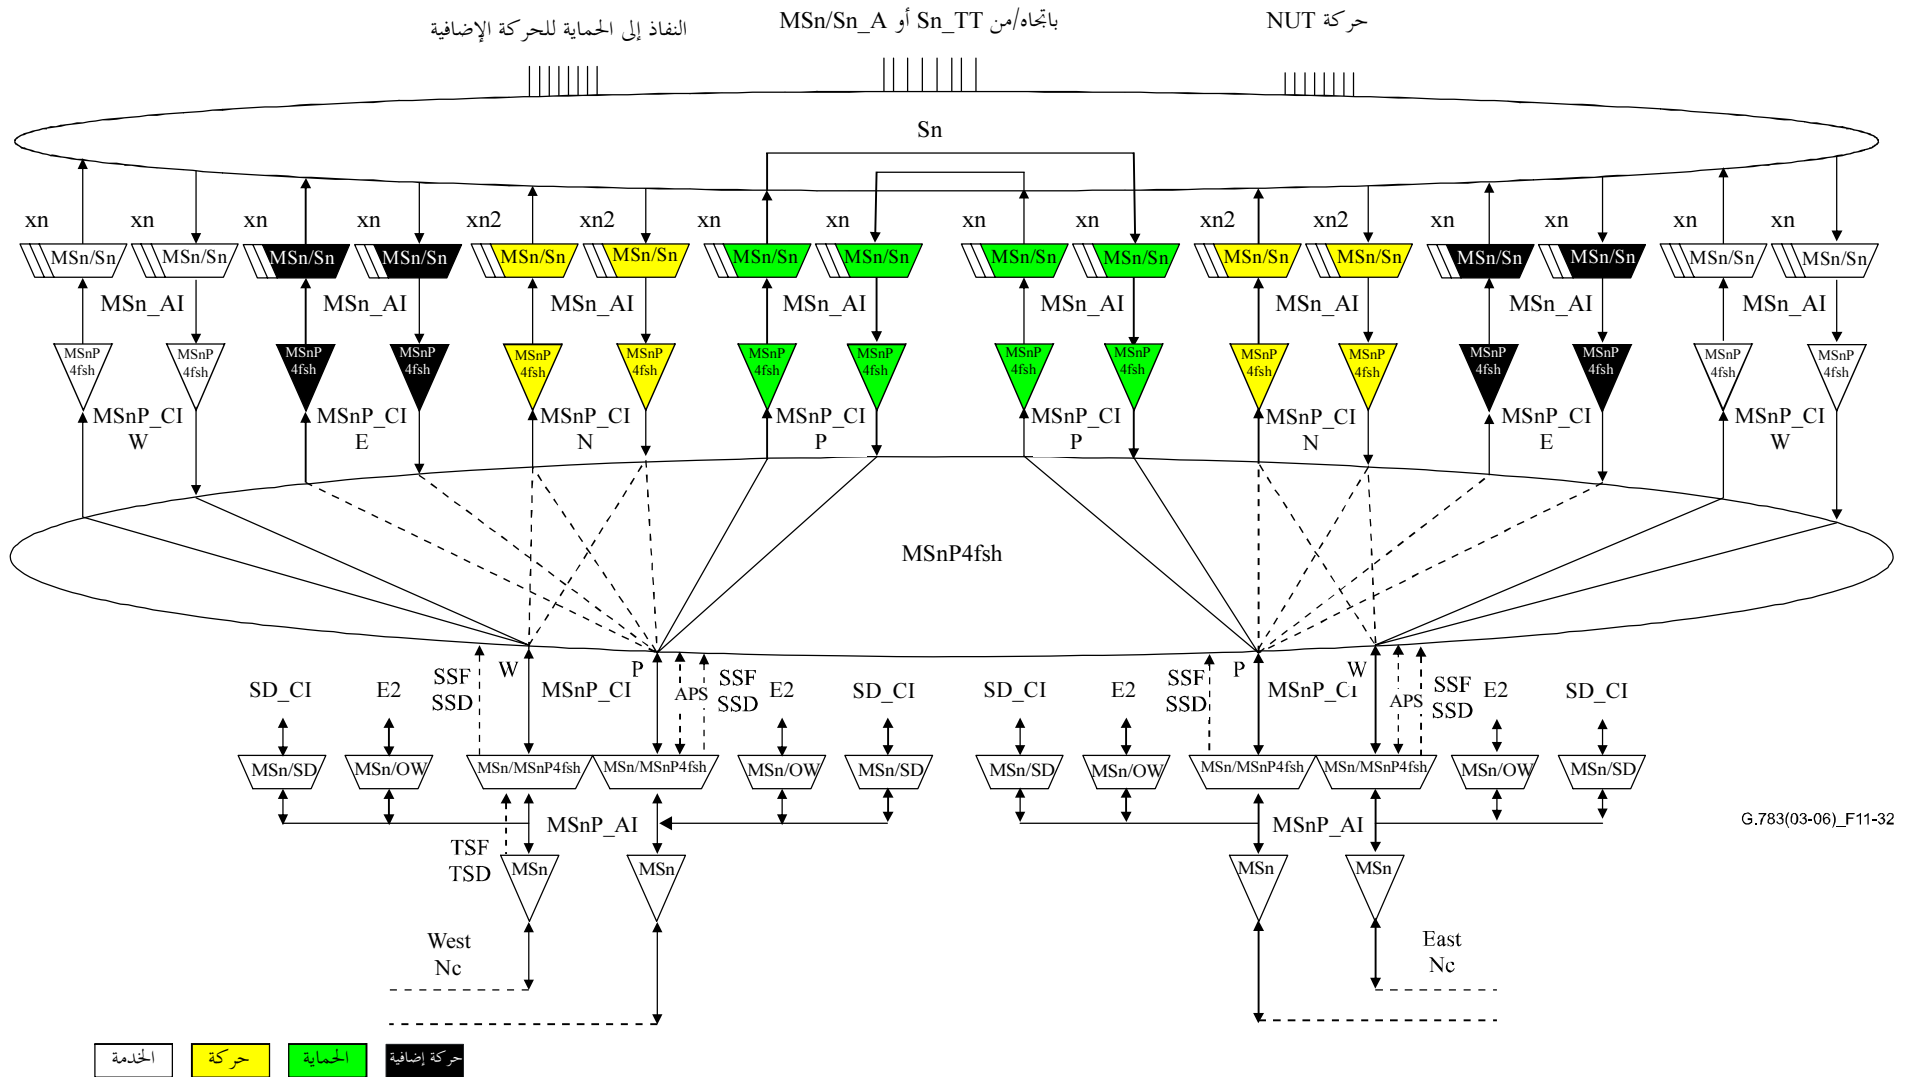 النفاذ إلى الحماية للحركة الإضافية
باتجاه/من Sn_TT أو MSn/Sn_A
حركة NUT
Sn
xn xn xn xn xn2 xn2 xn xn xn xn xn2 xn2 xn xn xn xn
MSn/Sn MSn/Sn MSn/Sn MSn/Sn MSn/Sn MSn/Sn MSn/Sn MSn/Sn MSn/Sn MSn/Sn MSn/Sn MSn/Sn MSn/Sn MSn/Sn MSn/Sn MSn/Sn
MSn_AI MSn_AI MSn_AI MSn_AI MSn_AI MSn_AI MSn_AI MSn_AI
MSnP MSnP MSnP MSnP MSnP MSnP MSnP MSnP MSnP MSnP MSnP MSnP MSnP MSnP MSnP MSnP
4fsh 4fsh 4fsh 4fsh 4fsh 4fsh 4fsh 4fsh 4fsh 4fsh 4fsh 4fsh 4fsh 4fsh 4fsh 4fsh
MSnP_CI MSnP_CI MSnP_CI MSnP_CI MSnP_CI MSnP_CI MSnP_CI MSnP_CI
W E N P P N E W
MSnP4fsh
W P P W
SSF SSF SSF SSF
SSD SSD SSD SSD
MSnP_CI MSnP_CI
APS APS
SD_CI E2 E2 SD_CI SD_CI E2 E2 SD_CI
MSn/SD MSn/OW MSn/MSnP4fsh MSn/MSnP4fsh MSn/OW MSn/SD MSn/SD MSn/OW MSn/MSnP4fsh MSn/MSnP4fsh MSn/OW MSn/SD
MSnP_AI MSnP_AI
G.783(03-06)_F11-32
TSF
TSD
MSn MSn MSn MSn
West
Nc
East
Nc
الخدمة
حركة
الحماية
حركة إضافية